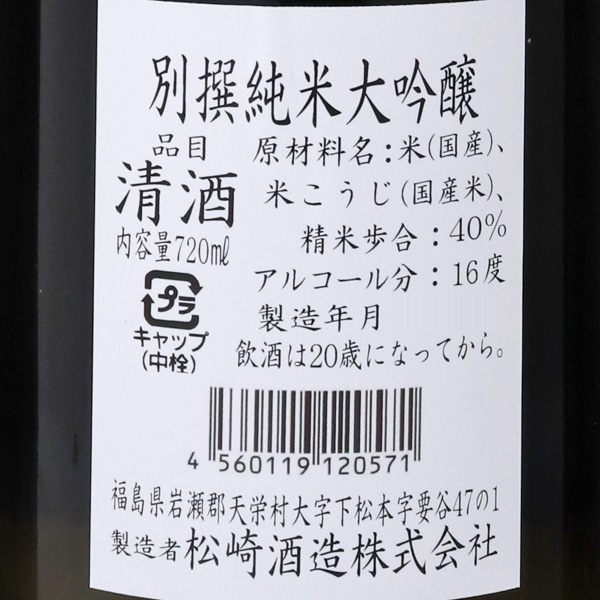 別撰純米大吟醸
品目
清酒
内容量720ml
プラ
キャップ
(中栓)
原材料名：米(国産)、
米こうじ(国産米)、
精米歩合：40%
アルコール分：16度
製造年月
飲酒は20歳になってから。
4 560119 120571
福島県岩瀬郡天栄村大字下松本字要谷47の1
製造者 松崎酒造株式会社